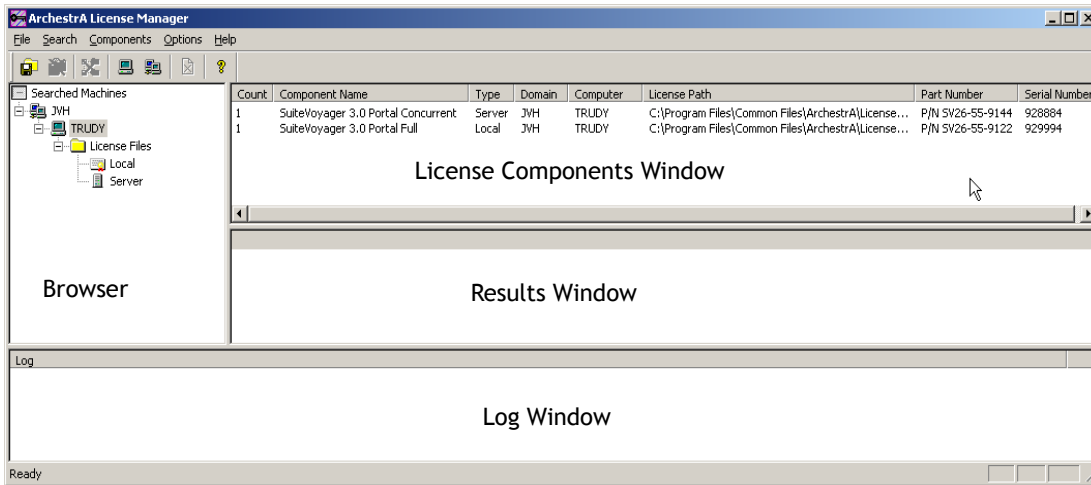 ArchestrA License Manager
File Search Components Options Help
Searched Machines
JVH
TRUDY
License Files
Local
Server
Count Component Name Type Domain Computer License Path Part Number Serial Number
1 SuiteVoyager 3.0 Portal Concurrent Server JVH TRUDY C:\Program Files\Common Files\ArchestrA\License... P/N SV26-55-9144 928884
1 SuiteVoyager 3.0 Portal Full Local JVH TRUDY C:\Program Files\Common Files\ArchestrA\License... P/N SV26-55-9122 929994
License Components Window
Browser
Results Window
Log
Log Window
Ready